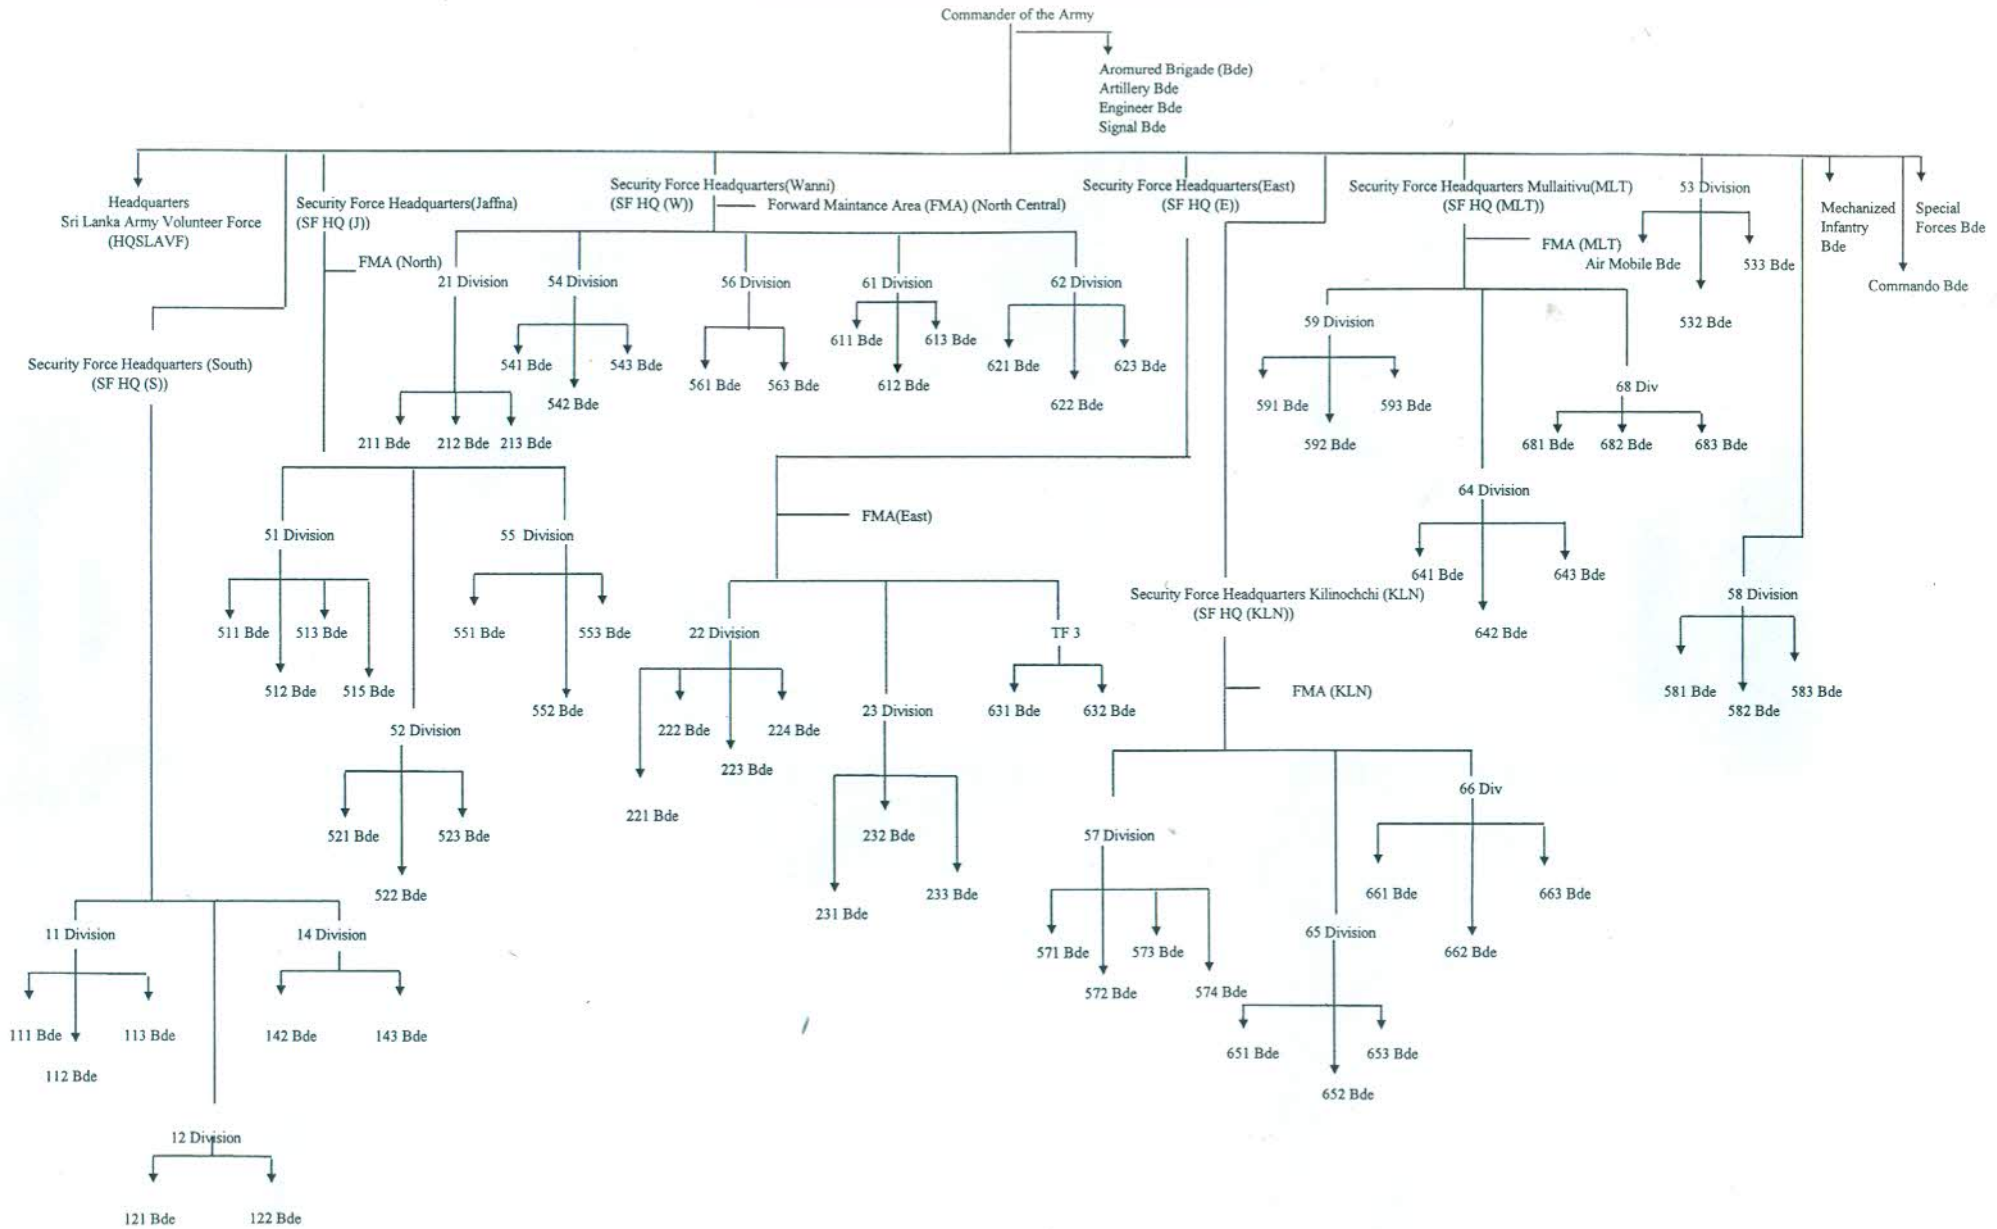 Commander of the Army
Aromured Brigade (Bde)
Artillery Bde
Engineer Bde
Signal Bde
Headquarters
Sri Lanka Army Volunteer Force
(HQSLAVF)
Security Force Headquarters(Jaffna)
(SF HQ (J))
FMA (North)
Security Force Headquarters(Wanni)
(SF HQ (W))
Forward Maintance Area (FMA) (North Central)
Security Force Headquarters(East)
(SF HQ (E))
Security Force Headquarters Mullaitivu(MLT)
(SF HQ (MLT))
FMA (MLT)
53 Division
Air Mobile Bde
533 Bde
532 Bde
Mechanized
Infantry
Bde
Special
Forces Bde
Commando Bde
21 Division
54 Division
56 Division
61 Division
62 Division
541 Bde
543 Bde
542 Bde
561 Bde
563 Bde
611 Bde
613 Bde
612 Bde
621 Bde
623 Bde
622 Bde
211 Bde
212 Bde
213 Bde
59 Division
591 Bde
593 Bde
592 Bde
68 Div
681 Bde
682 Bde
683 Bde
64 Division
641 Bde
643 Bde
642 Bde
Security Force Headquarters (South)
(SF HQ (S))
51 Division
55 Division
511 Bde
513 Bde
512 Bde
515 Bde
551 Bde
553 Bde
552 Bde
52 Division
521 Bde
523 Bde
522 Bde
FMA(East)
22 Division
TF 3
222 Bde
224 Bde
223 Bde
221 Bde
23 Division
631 Bde
632 Bde
232 Bde
233 Bde
231 Bde
Security Force Headquarters Kilinochchi (KLN)
(SF HQ (KLN))
FMA (KLN)
58 Division
581 Bde
583 Bde
582 Bde
57 Division
571 Bde
573 Bde
572 Bde
574 Bde
66 Div
661 Bde
663 Bde
662 Bde
65 Division
651 Bde
653 Bde
652 Bde
11 Division
14 Division
111 Bde
113 Bde
112 Bde
142 Bde
143 Bde
12 Division
121 Bde
122 Bde